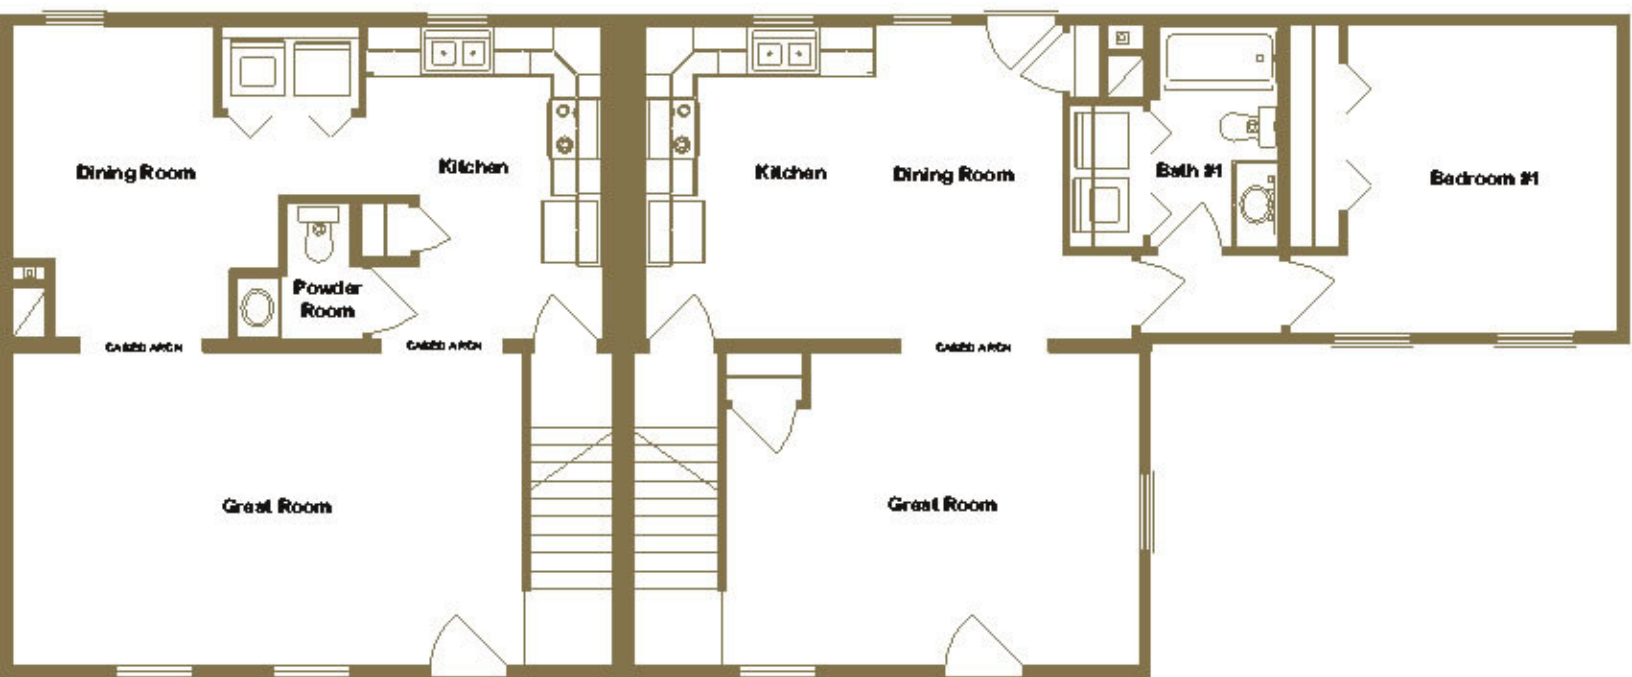 Dining Room
Kitchen
Kitchen
Dining Room
Bath #1
Bedroom #1
Powder
Room
CASED ARCH
CASED ARCH
CASED ARCH
Great Room
Great Room